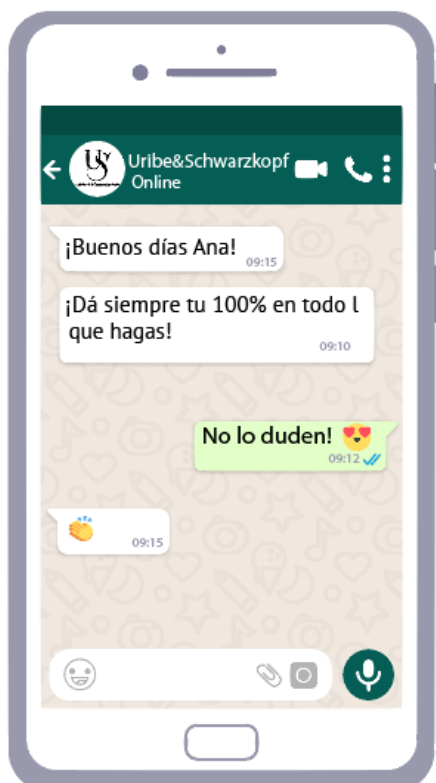 US
Uribe&Schwarzkopf
Online
¡Buenos días Ana!
09:15
¡Dá siempre tu 100% en todo l
que hagas!
09:10
No lo duden! 😍
09:12
👏
09:15